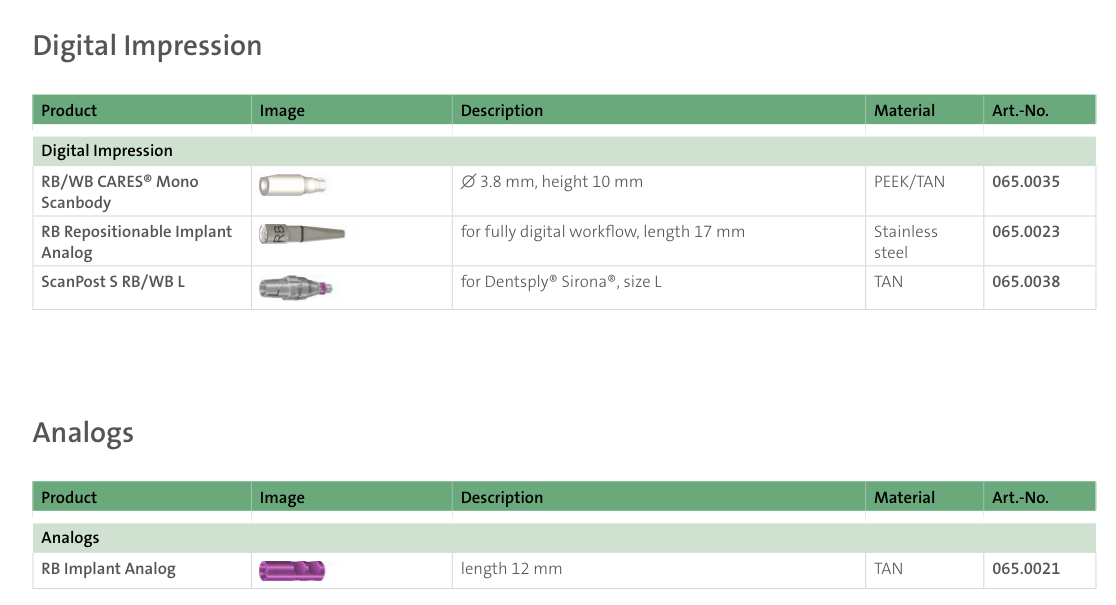 Digital Impression
Product Image Description Material Art.-No.
Digital Impression
RB/WB CARES® Mono Scanbody ∅ 3.8 mm, height 10 mm PEEK/TAN 065.0035
RB
RB Repositionable Implant Analog for fully digital workflow, length 17 mm Stainless steel 065.0023
ScanPost S RB/WB L for Dentsply® Sirona®, size L TAN 065.0038
Analogs
Product Image Description Material Art.-No.
Analogs
RB Implant Analog length 12 mm TAN 065.0021